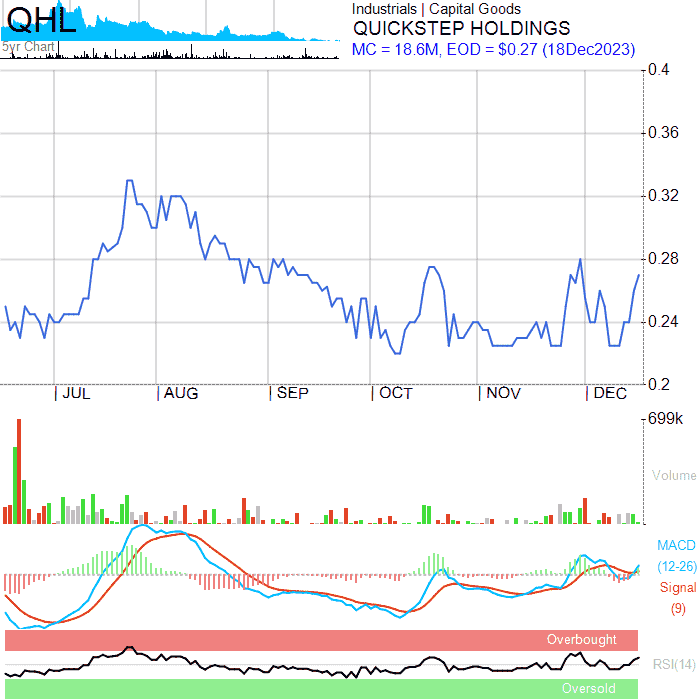 QHL
5yr Chart
Industrials | Capital Goods
QUICKSTEP HOLDINGS
MC = 18.6M, EOD = $0.27 (18Dec2023)
0.4
0.36
0.32
0.28
0.24
0.2
JUL AUG SEP OCT NOV DEC
699k
Volume
MACD
(12-26)
Signal
(9)
Overbought
RSI(14)
Oversold